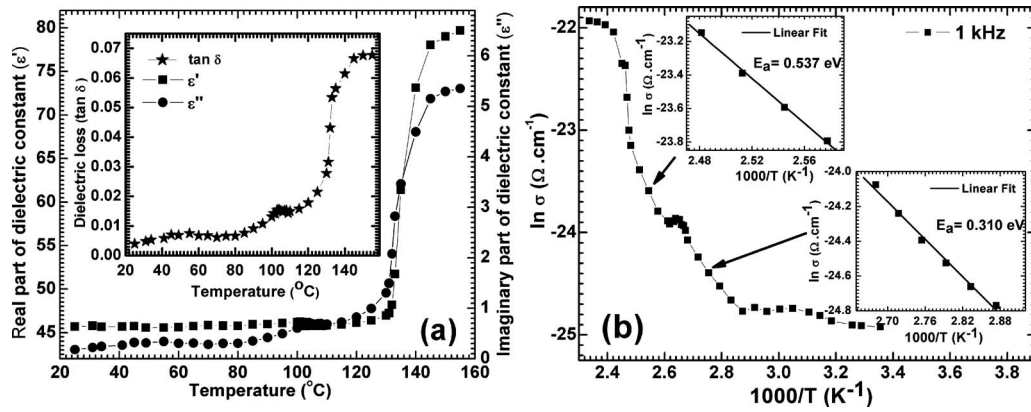 Real part of dielectric constant (ε')
80
75
70
65
60
55
50
45
20 40 60 80 100 120 140 160
Temperature (°C)
6
5
4
3
2
1
0
Imaginary part of dielectric constant (ε'')
(a)
Dielectric loss (tan δ)
0.07
0.06
0.05
0.04
0.03
0.02
0.01
0.00
20 40 60 80 100 120 140
Temperature (°C)
tan δ
ε'
ε''
ln σ (Ω.cm⁻¹)
-22
-23
-24
-25
2.4 2.6 2.8 3.0 3.2 3.4 3.6 3.8
1000/T (K⁻¹)
(b)
1 kHz
ln σ (Ω.cm⁻¹)
-23.2
-23.4
-23.6
-23.8
2.48 2.52 2.56
1000/T (K⁻¹)
Linear Fit
Eₐ= 0.537 eV
ln σ (Ω.cm⁻¹)
-24.0
-24.2
-24.4
-24.6
-24.8
2.70 2.76 2.82 2.88
1000/T (K⁻¹)
Linear Fit
Eₐ= 0.310 eV